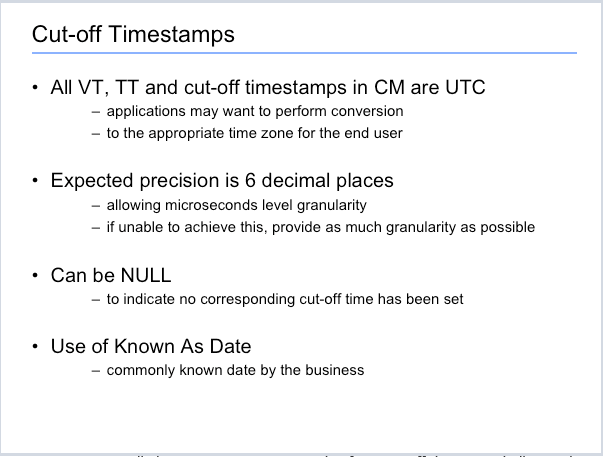 Cut-off Timestamps
• All VT, TT and cut-off timestamps in CM are UTC
– applications may want to perform conversion
– to the appropriate time zone for the end user
• Expected precision is 6 decimal places
– allowing microseconds level granularity
– if unable to achieve this, provide as much granularity as possible
• Can be NULL
– to indicate no corresponding cut-off time has been set
• Use of Known As Date
– commonly known date by the business